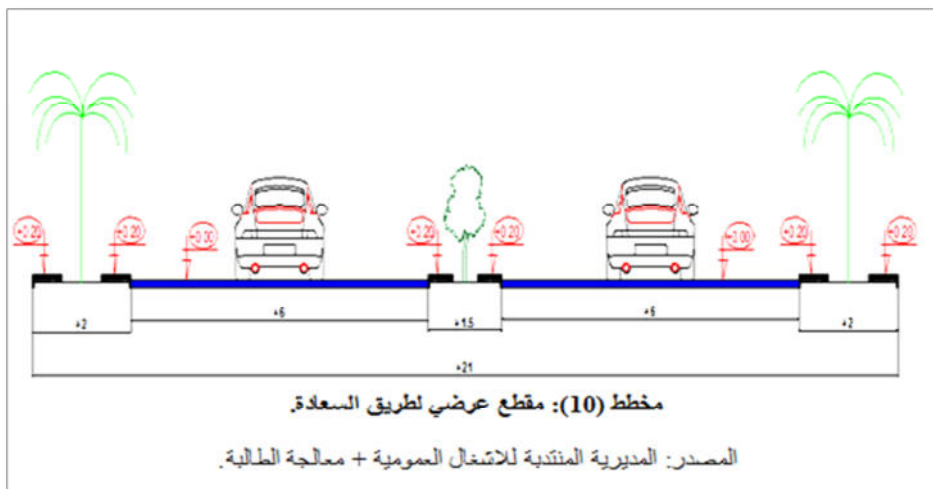 +0.20 +0.20 +0.00 +0.20 +0.20 +0.00 +0.20 +0.20
+2 +6 +1.5 +6 +2
+21
مخطط (10): مقطع عرضي لطريق السعادة.
المصدر: المديرية المنتدبة للاشغال العمومية + معالجة الطالبة.